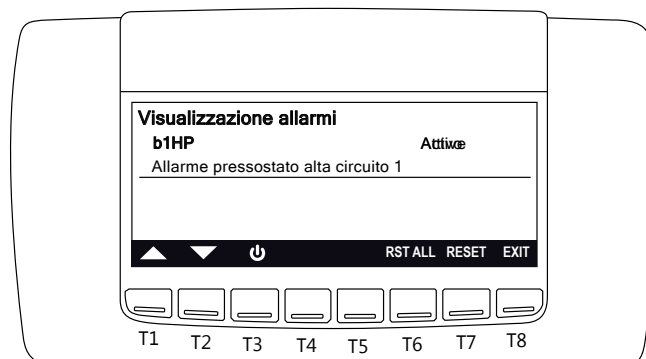 Visualizzazione allarmi
b1HP
Allarme pressostato alta circuito 1
RST ALL RESET EXIT
T1 T2 T3 T4 T5 T6 T7 T8